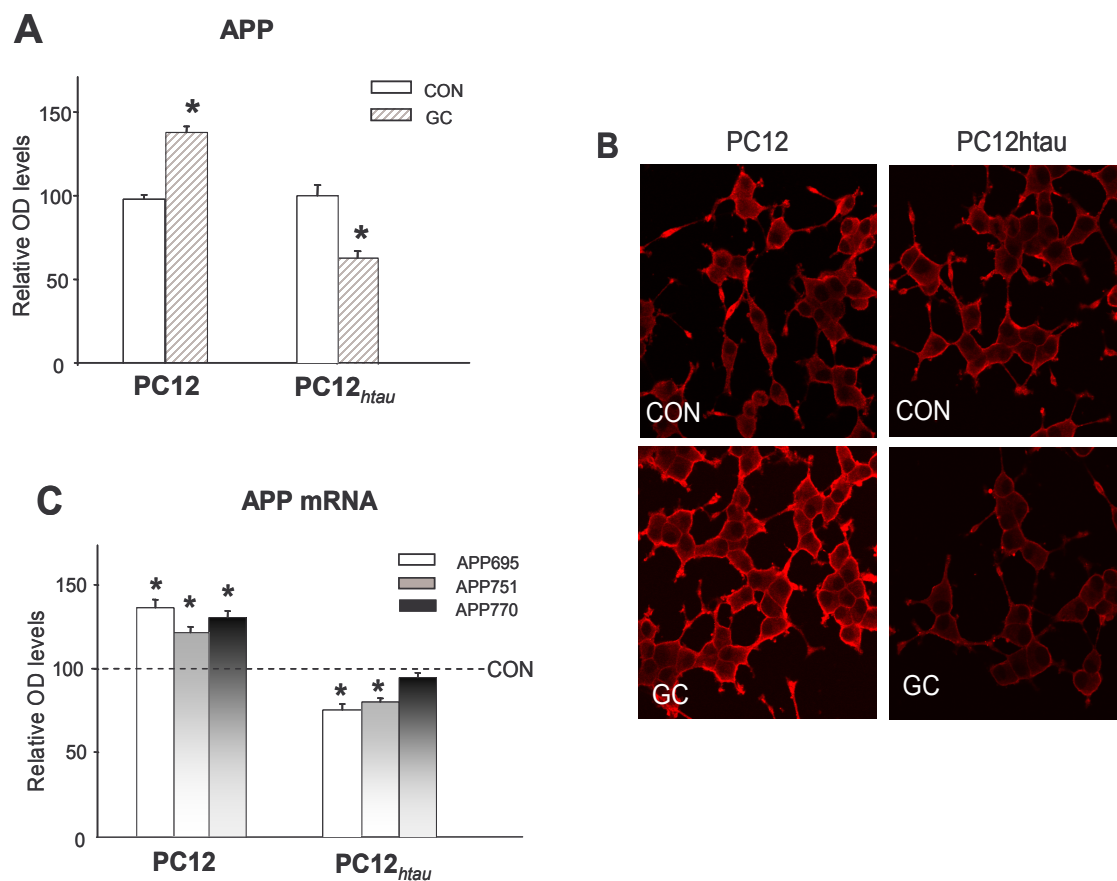 A
APP
Relative OD levels
150
100
50
0
*
*
CON
GC
PC12
PC12htau
B
PC12
PC12htau
CON
CON
GC
GC
C
APP mRNA
Relative OD levels
150
100
50
0
* * *
* *
APP695
APP751
APP770
CON
PC12
PC12htau